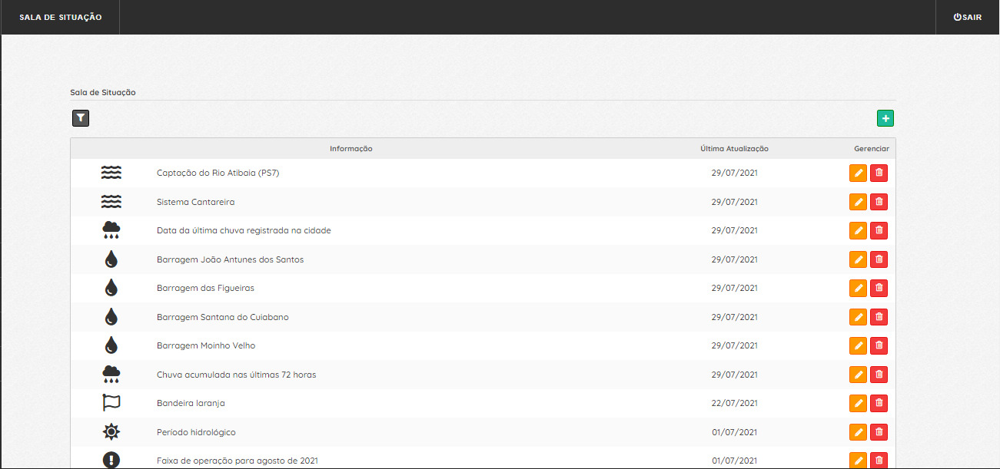 SALA DE SITUAÇÃO SAIR
Sala de Situação
Informação Última Atualização Gerenciar
Captação do Rio Atibaia (PS7) 29/07/2021
Sistema Cantareira 29/07/2021
Data da última chuva registrada na cidade 29/07/2021
Barragem João Antunes dos Santos 29/07/2021
Barragem das Figueiras 29/07/2021
Barragem Santana do Cuiabano 29/07/2021
Barragem Moinho Velho 29/07/2021
Chuva acumulada nas últimas 72 horas 29/07/2021
Bandeira laranja 22/07/2021
Período hidrológico 01/07/2021
Faixa de operação para agosto de 2021 01/07/2021